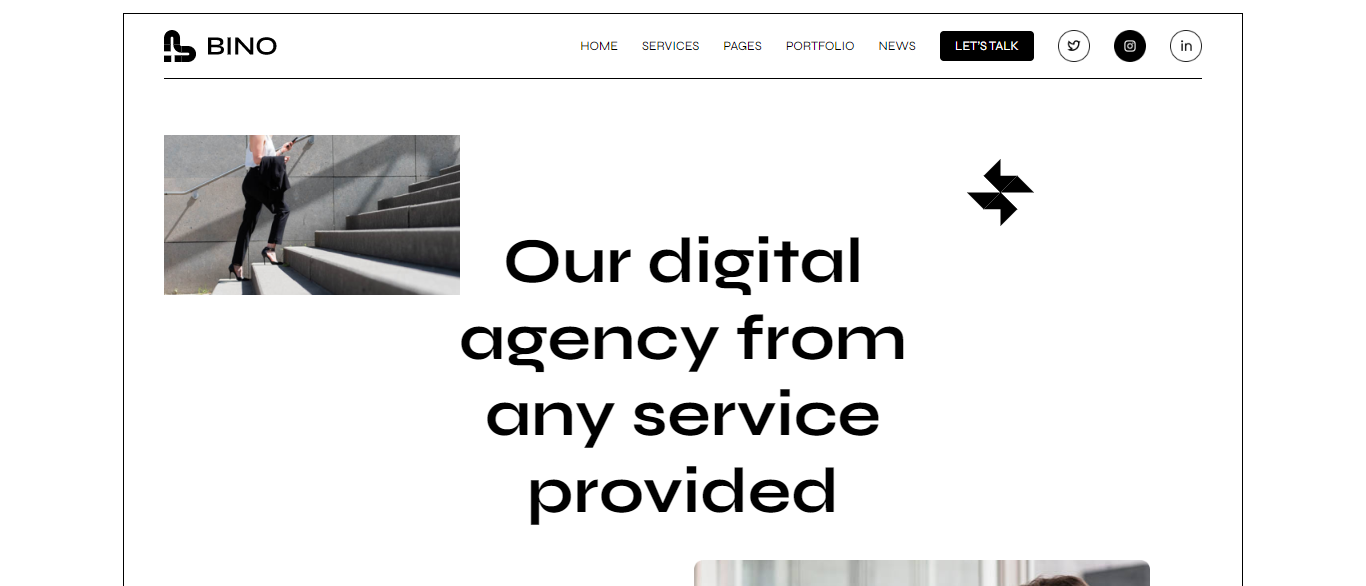 BINO
HOME SERVICES PAGES PORTFOLIO NEWS LET'S TALK in
Our digital
agency from
any service
provided